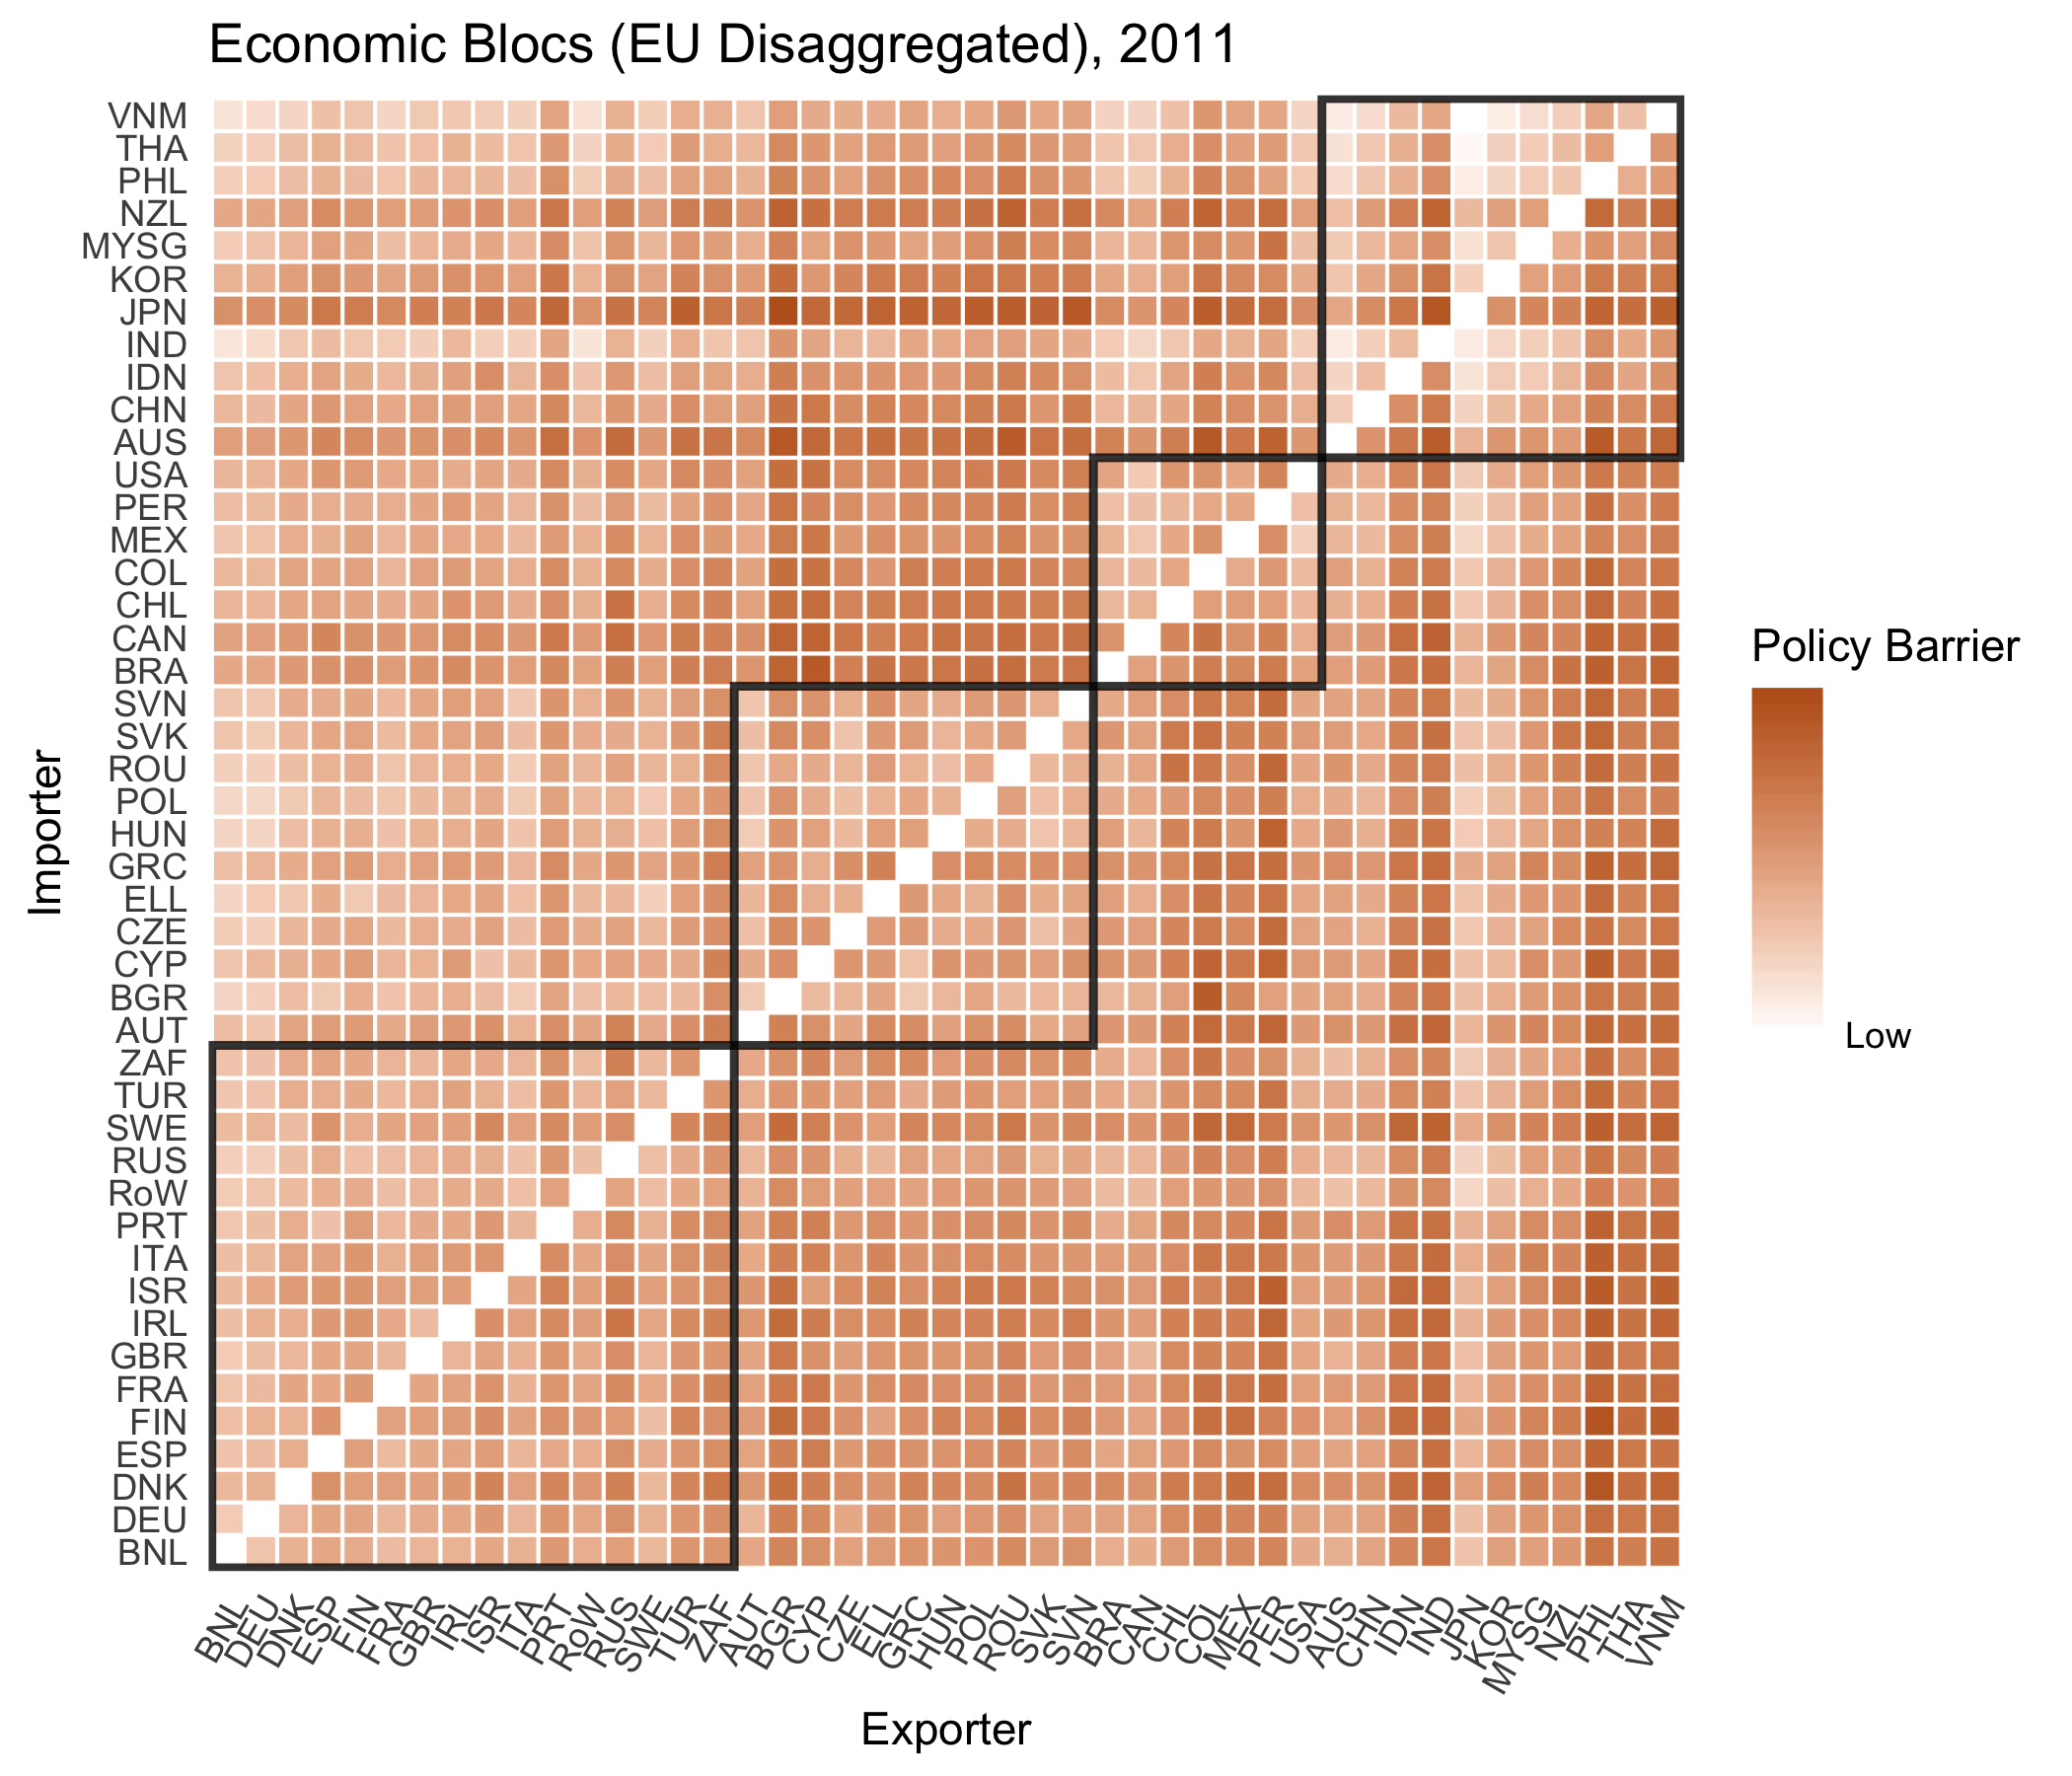 Economic Blocs (EU Disaggregated), 2011
VNM
THA
PHL
NZL
MYSG
KOR
JPN
IND
IDN
CHN
AUS
USA
PER
MEX
COL
CHL
CAN
BRA
SVN
SVK
ROU
POL
HUN
GRC
ELL
CZE
CYP
BGR
AUT
ZAF
TUR
SWE
RUS
RoW
PRT
ITA
ISR
IRL
GBR
FRA
FIN
ESP
DNK
DEU
BNL
Importer
BNL
DEU
DNK
ESP
FIN
FRA
GBR
IRL
ISR
ITA
PRT
RoW
RUS
SWE
TUR
ZAF
AUT
BGR
CYP
CZE
ELL
GRC
HUN
POL
ROU
SVK
SVN
BRA
CAN
CHL
COL
MEX
PER
USA
AUS
CHN
IDN
IND
JPN
KOR
MYSG
NZL
PHL
THA
VNM
Exporter
Policy Barrier
Low